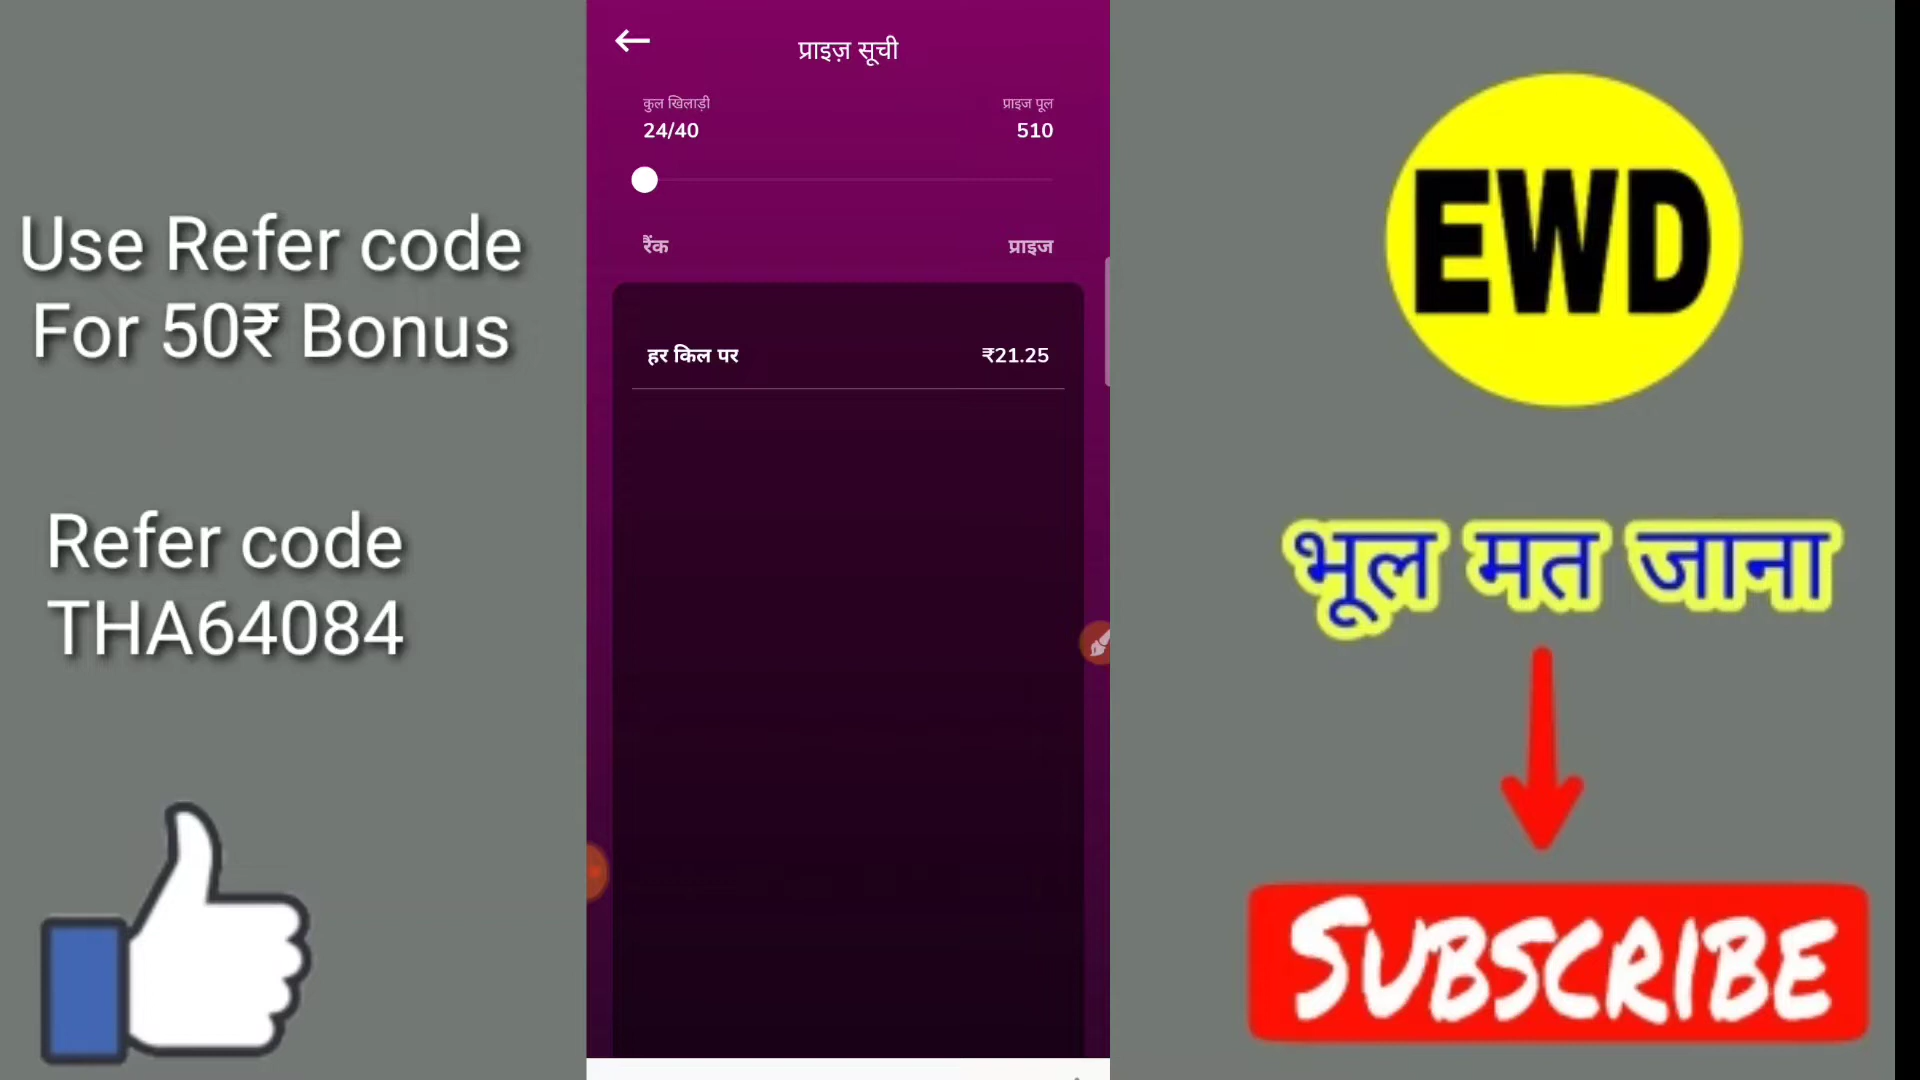 Use Refer code
For 50₹ Bonus
Refer code
THA64084
प्राइज़ सूची
कुल खिलाड़ी
प्राइज पूल
24/40
510
रैंक
प्राइज
हर किल पर
₹21.25
EWD
भूल मत जाना
SUBSCRIBE